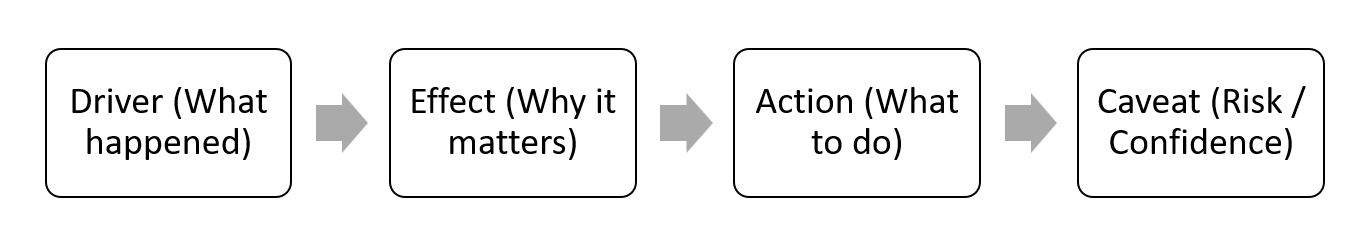 Driver (What
happened)
Effect (Why it
matters)
Action (What
to do)
Caveat (Risk /
Confidence)